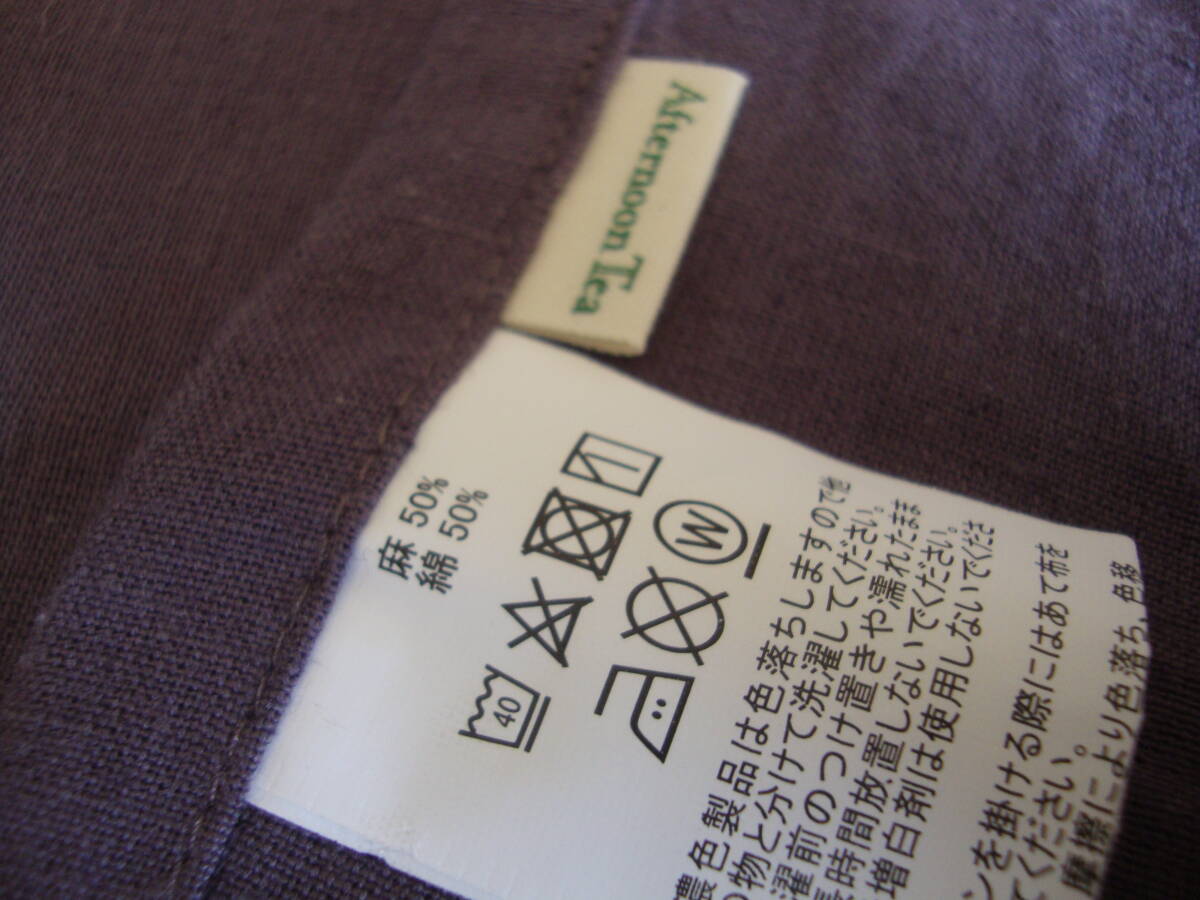 Afternoon Tea
麻 50%
綿 50%
40
W
濃色製品は色落ちしますので他
の物と分けて洗濯してください。
濯前のつけ置きや濡れたまま
長時間放置しないでください。
増白剤は使用しないでくださ
ンを掛ける際にはあて布を
てください。
摩擦により色落ち、色移